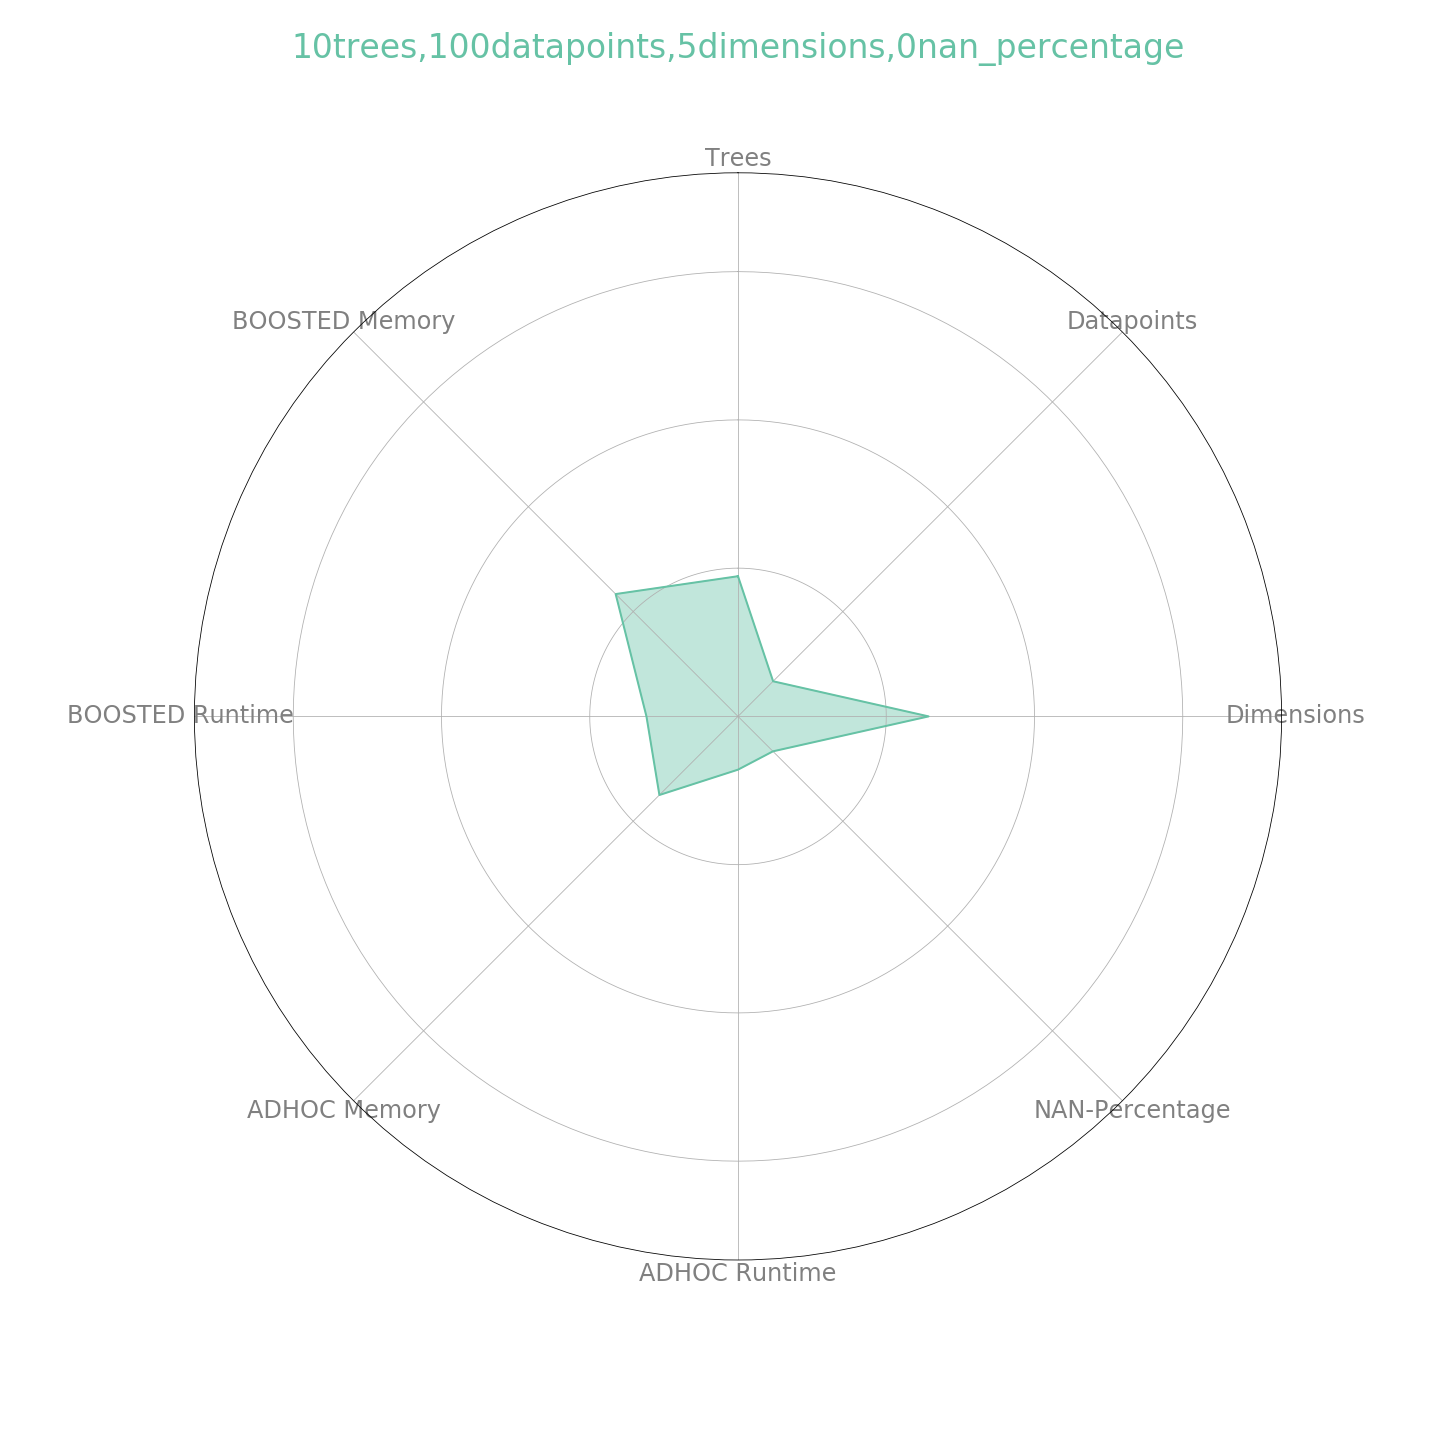 10trees,100datapoints,5dimensions,0nan_percentage
Trees
BOOSTED Memory
Datapoints
BOOSTED Runtime
Dimensions
ADHOC Memory
NAN-Percentage
ADHOC Runtime